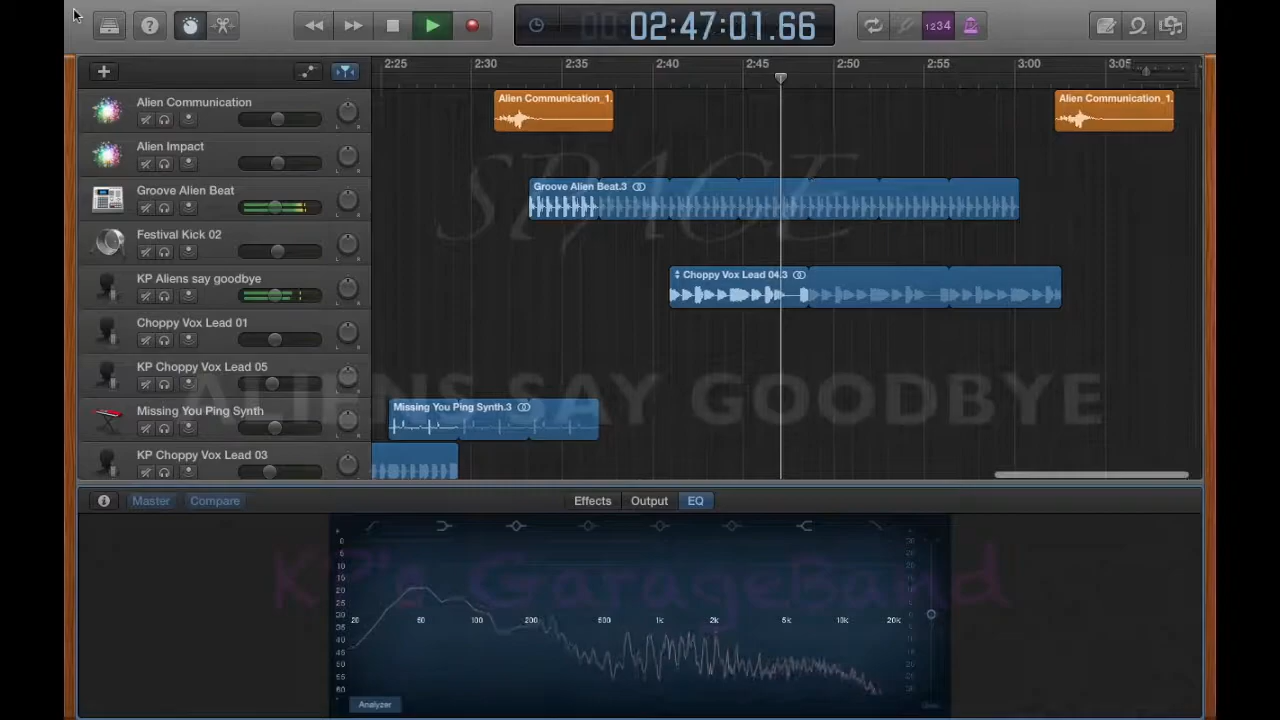 02:47:01.66
1234
2:25 2:30 2:35 2:40 2:45 2:50 2:55 3:00 3:05
Alien Communication
Alien Communication_1.
Alien Communication_1.
Alien Impact
SPACE
Groove Alien Beat
Groove Alien Beat.3
Festival Kick 02
KP Aliens say goodbye
Choppy Vox Lead 04.3
Choppy Vox Lead 01
KP Choppy Vox Lead 05
ALIENS SAY GOODBYE
Missing You Ping Synth
Missing You Ping Synth.3
KP Choppy Vox Lead 03
Master Compare
Effects Output EQ
KP's GarageBand
20 50 100 200 500 1k 2k 5k 10k 20k
Analyzer